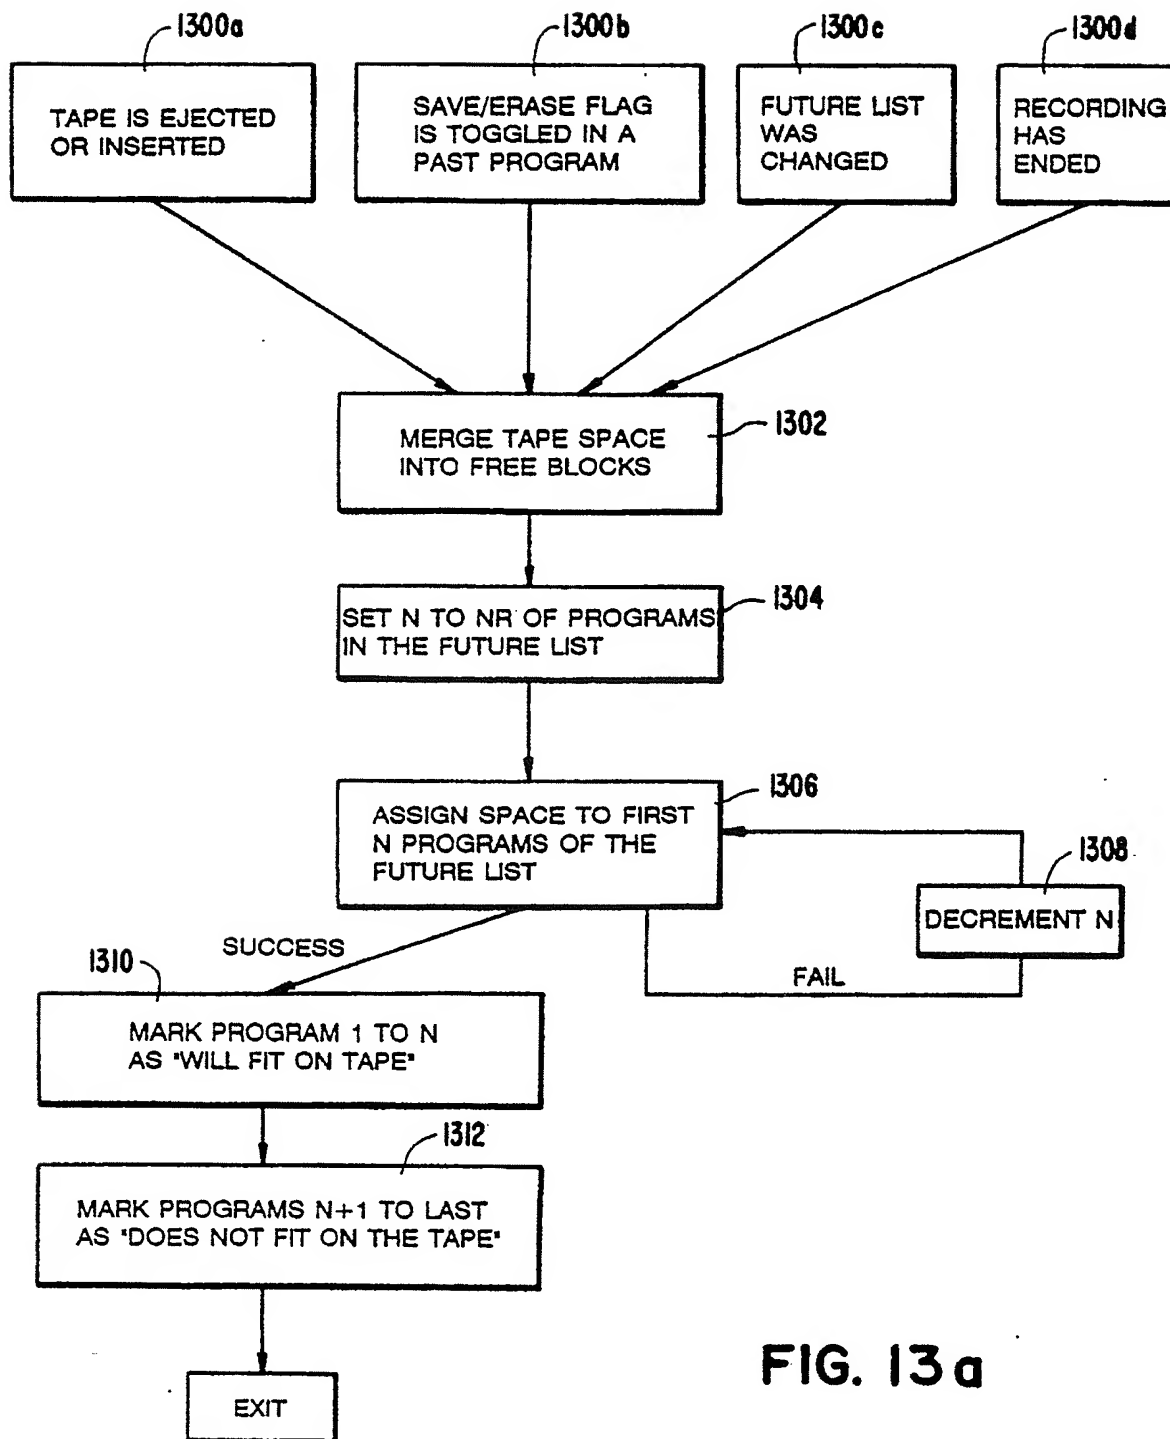 1300a
1300b
1300c
1300d
TAPE IS EJECTED
OR INSERTED
SAVE/ERASE FLAG
IS TOGGLED IN A
PAST PROGRAM
FUTURE LIST
WAS
CHANGED
RECORDING
HAS
ENDED
MERGE TAPE SPACE
INTO FREE BLOCKS
1302
SET N TO NR OF PROGRAMS
IN THE FUTURE LIST
1304
ASSIGN SPACE TO FIRST
N PROGRAMS OF THE
FUTURE LIST
1306
1308
DECREMENT N
SUCCESS
FAIL
1310
MARK PROGRAM 1 TO N
AS "WILL FIT ON TAPE"
1312
MARK PROGRAMS N+1 TO LAST
AS "DOES NOT FIT ON THE TAPE"
EXIT
FIG. 13a